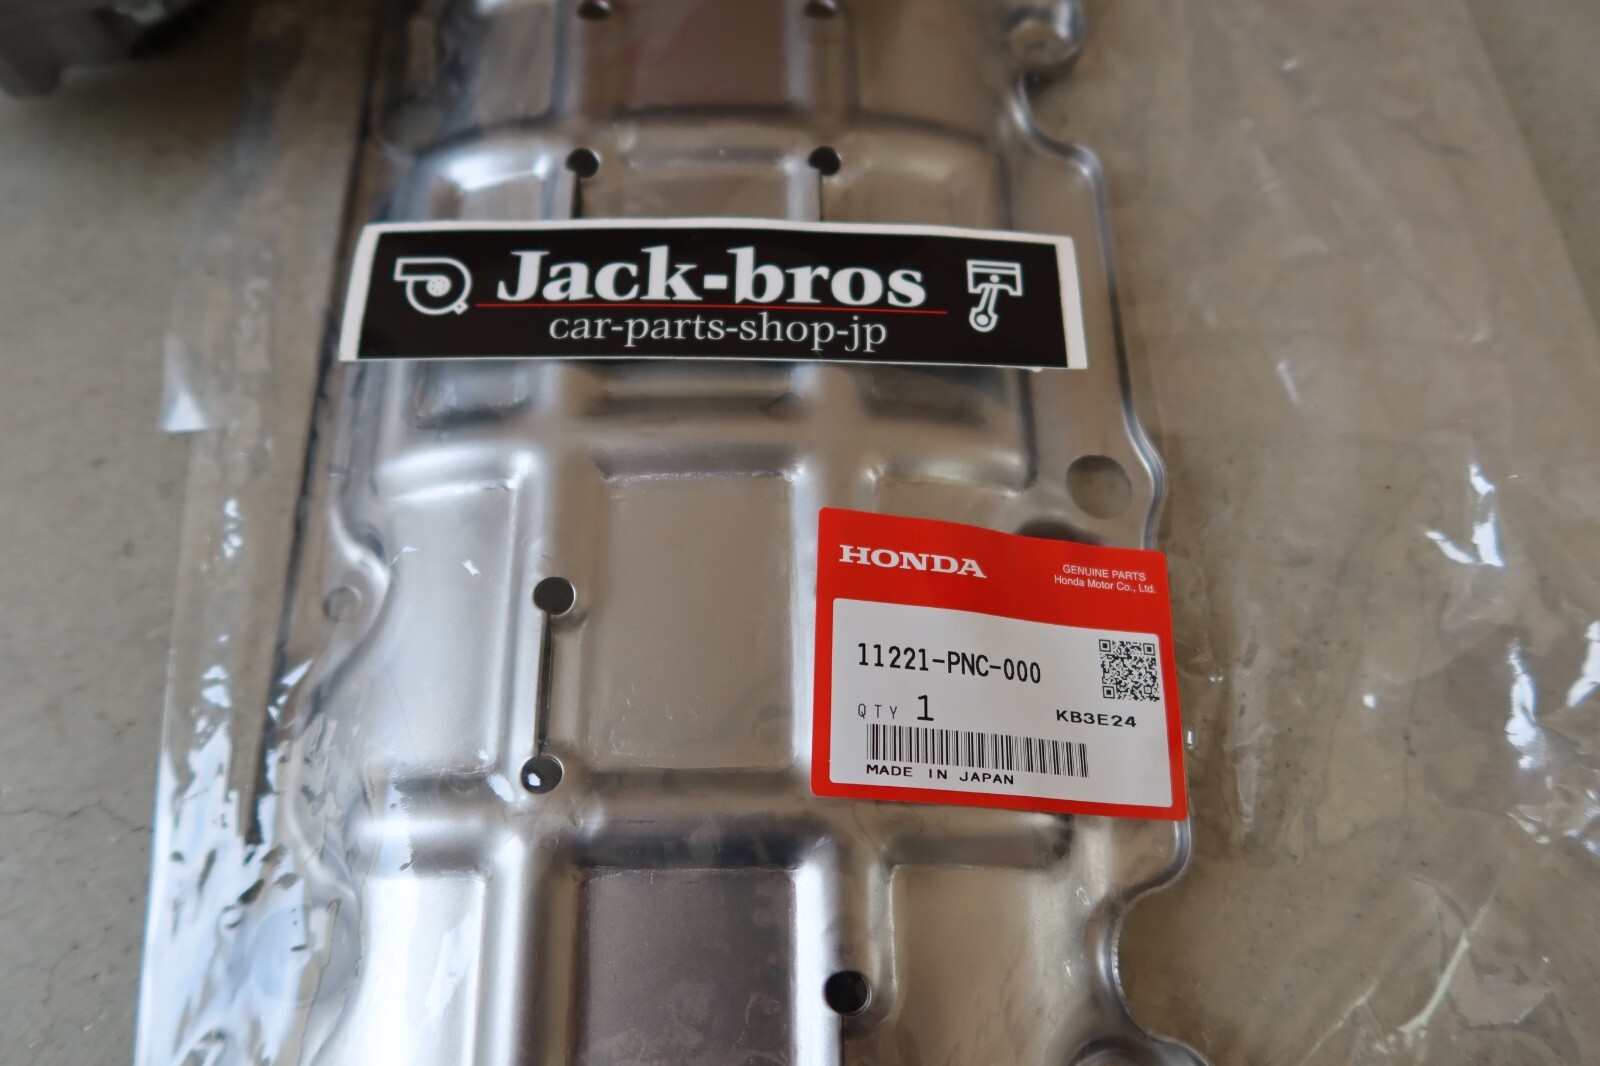 Jack-bros
car-parts-shop-jp
HONDA
GENUINE PARTS
Honda Motor Co., Ltd.
11221-PNC-000
QTY 1
KB3E24
MADE IN JAPAN